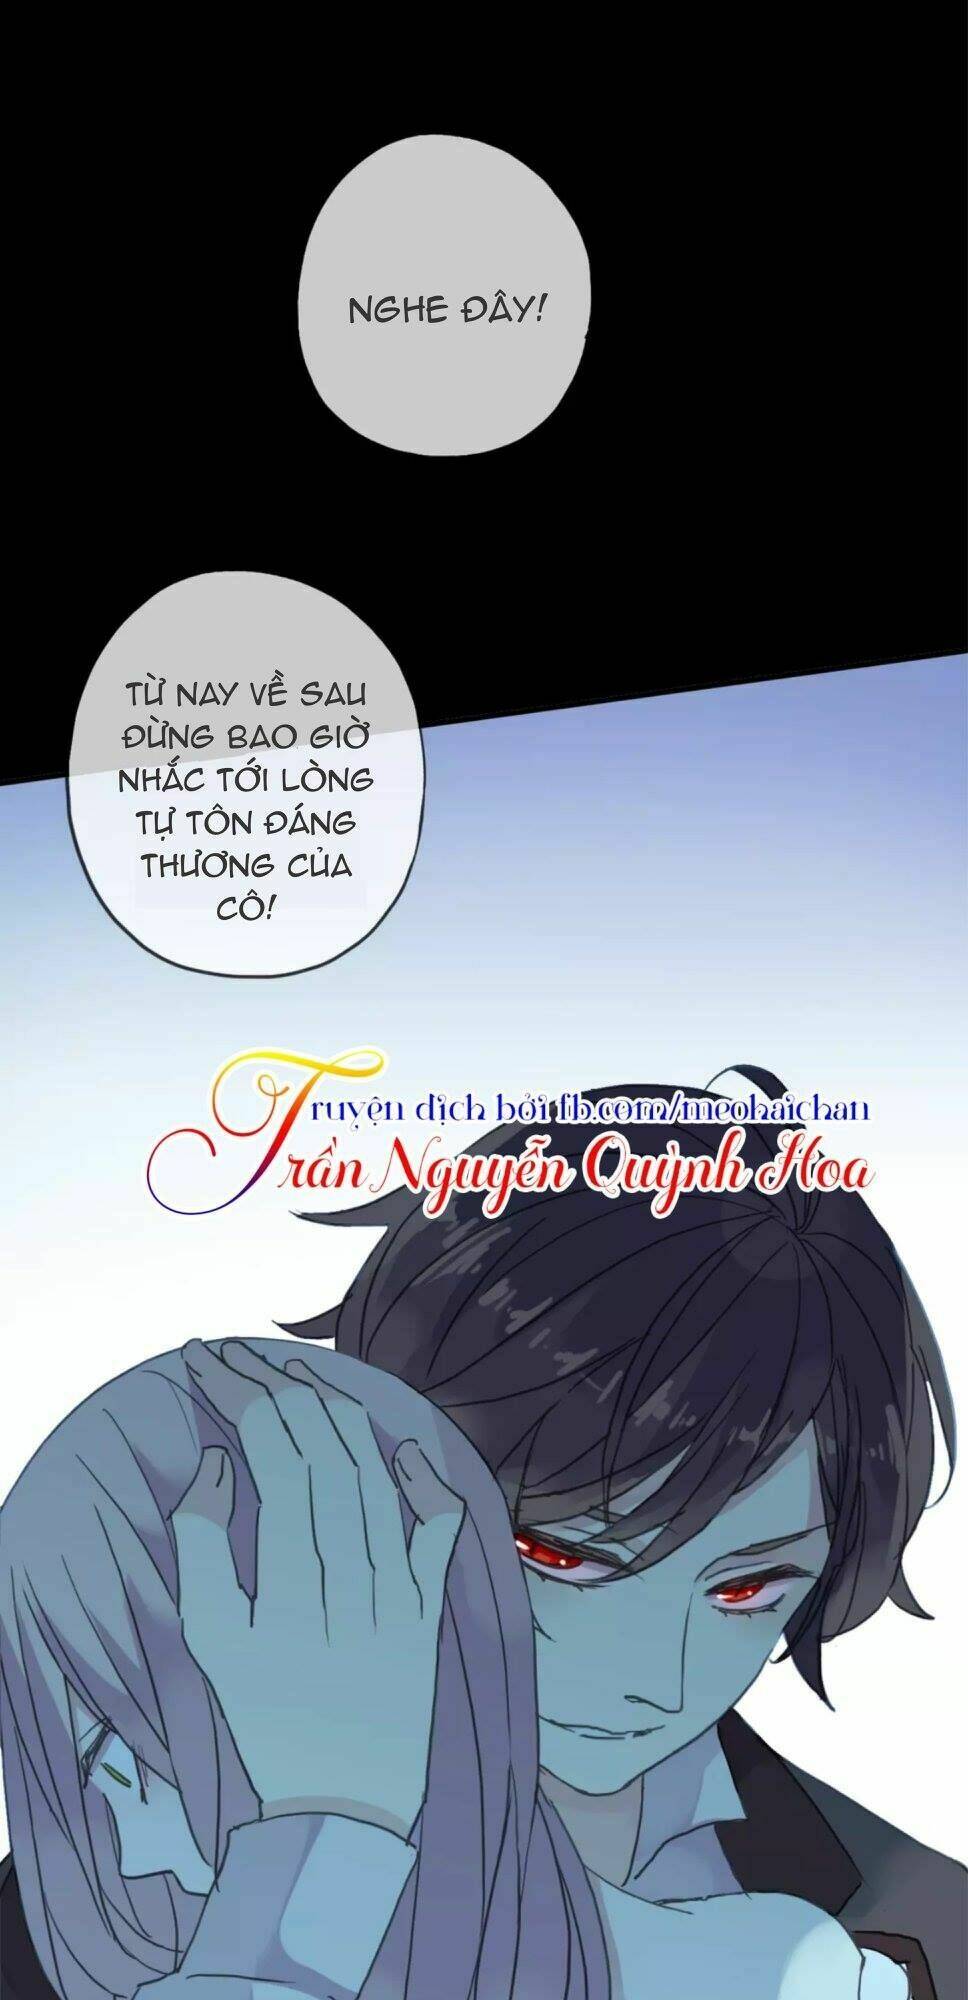 NGHE ĐÂY!
TỪ NAY VỀ SAU
ĐỪNG BAO GIỜ
NHẮC TỚI LÒNG
TỰ TÔN ĐÁNG
THƯƠNG CỦA
CÔ!
Truyện dịch bởi fb.com/meohaichan
Trần Nguyễn Quỳnh Hoa